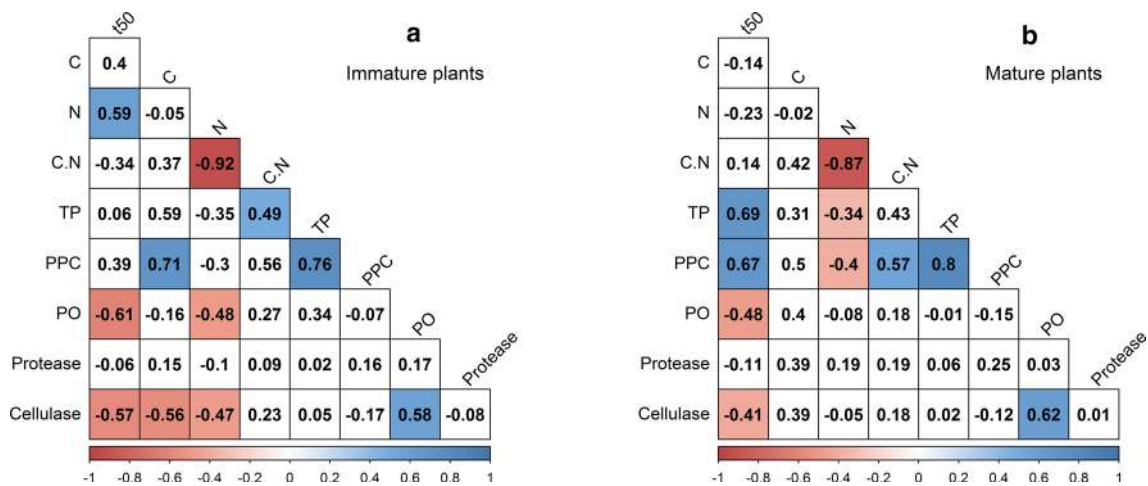 t50
a
Immature plants
C 0.4 C
N 0.59 -0.05 N
C.N -0.34 0.37 -0.92 C.N
TP 0.06 0.59 -0.35 0.49 TP
PPC 0.39 0.71 -0.3 0.56 0.76 PPC
PO -0.61 -0.16 -0.48 0.27 0.34 -0.07 PO
Protease -0.06 0.15 -0.1 0.09 0.02 0.16 0.17 Protease
Cellulase -0.57 -0.56 -0.47 0.23 0.05 -0.17 0.58 -0.08
-1 -0.8 -0.6 -0.4 -0.2 0 0.2 0.4 0.6 0.8 1
t50
b
Mature plants
C -0.14 C
N -0.23 -0.02 N
C.N 0.14 0.42 -0.87 C.N
TP 0.69 0.31 -0.34 0.43 TP
PPC 0.67 0.5 -0.4 0.57 0.8 PPC
PO -0.48 0.4 -0.08 0.18 -0.01 -0.15 PO
Protease -0.11 0.39 0.19 0.19 0.06 0.25 0.03 Protease
Cellulase -0.41 0.39 -0.05 0.18 0.02 -0.12 0.62 0.01
-1 -0.8 -0.6 -0.4 -0.2 0 0.2 0.4 0.6 0.8 1